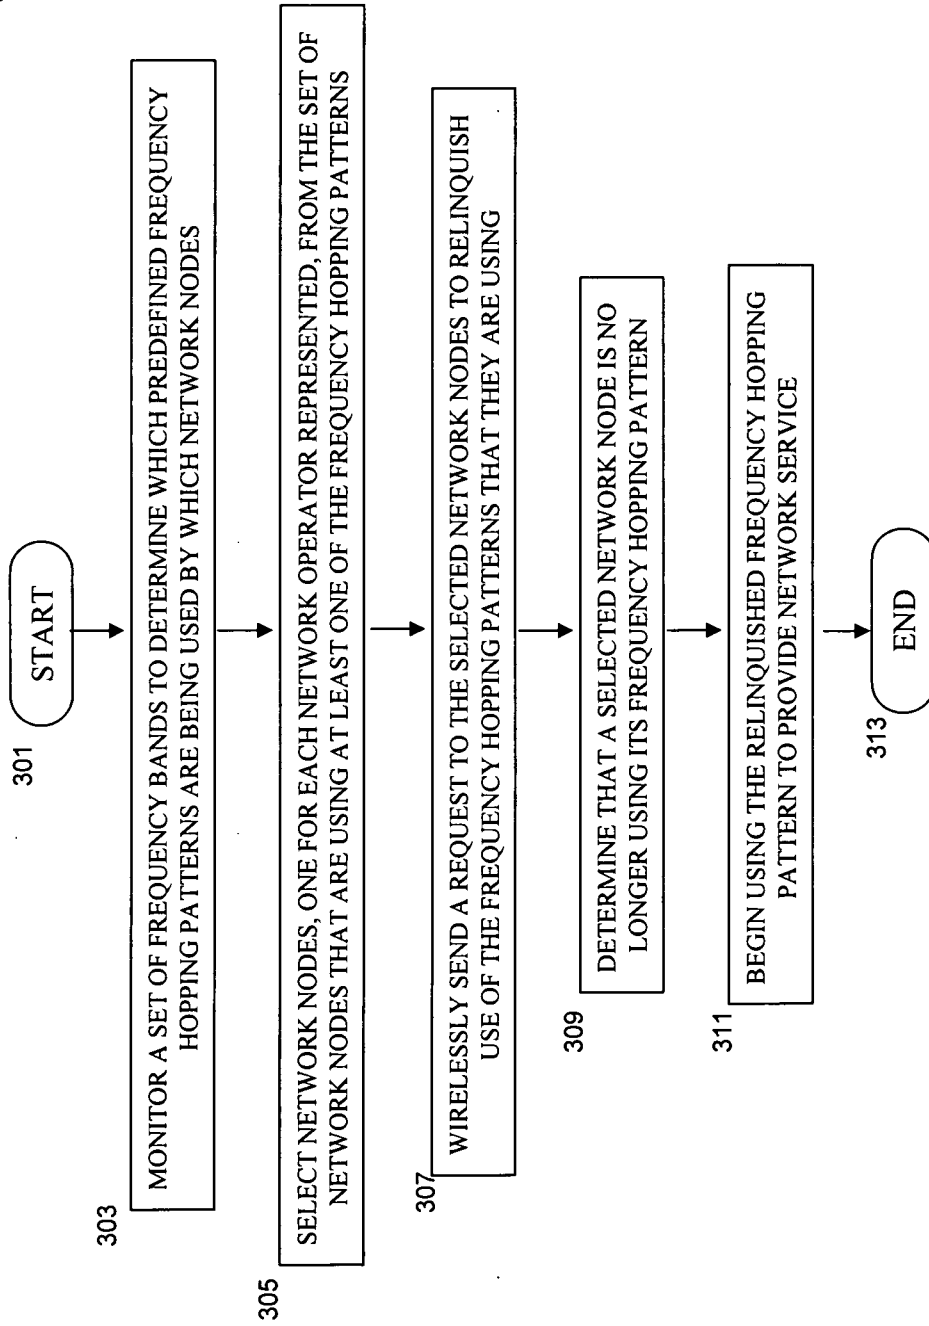 301
START
303
MONITOR A SET OF FREQUENCY BANDS TO DETERMINE WHICH PREDEFINED FREQUENCY
HOPPING PATTERNS ARE BEING USED BY WHICH NETWORK NODES
305
SELECT NETWORK NODES, ONE FOR EACH NETWORK OPERATOR REPRESENTED, FROM THE SET OF
NETWORK NODES THAT ARE USING AT LEAST ONE OF THE FREQUENCY HOPPING PATTERNS
307
WIRELESSLY SEND A REQUEST TO THE SELECTED NETWORK NODES TO RELINQUISH
USE OF THE FREQUENCY HOPPING PATTERNS THAT THEY ARE USING
309
DETERMINE THAT A SELECTED NETWORK NODE IS NO
LONGER USING ITS FREQUENCY HOPPING PATTERN
311
BEGIN USING THE RELINQUISHED FREQUENCY HOPPING
PATTERN TO PROVIDE NETWORK SERVICE
313
END